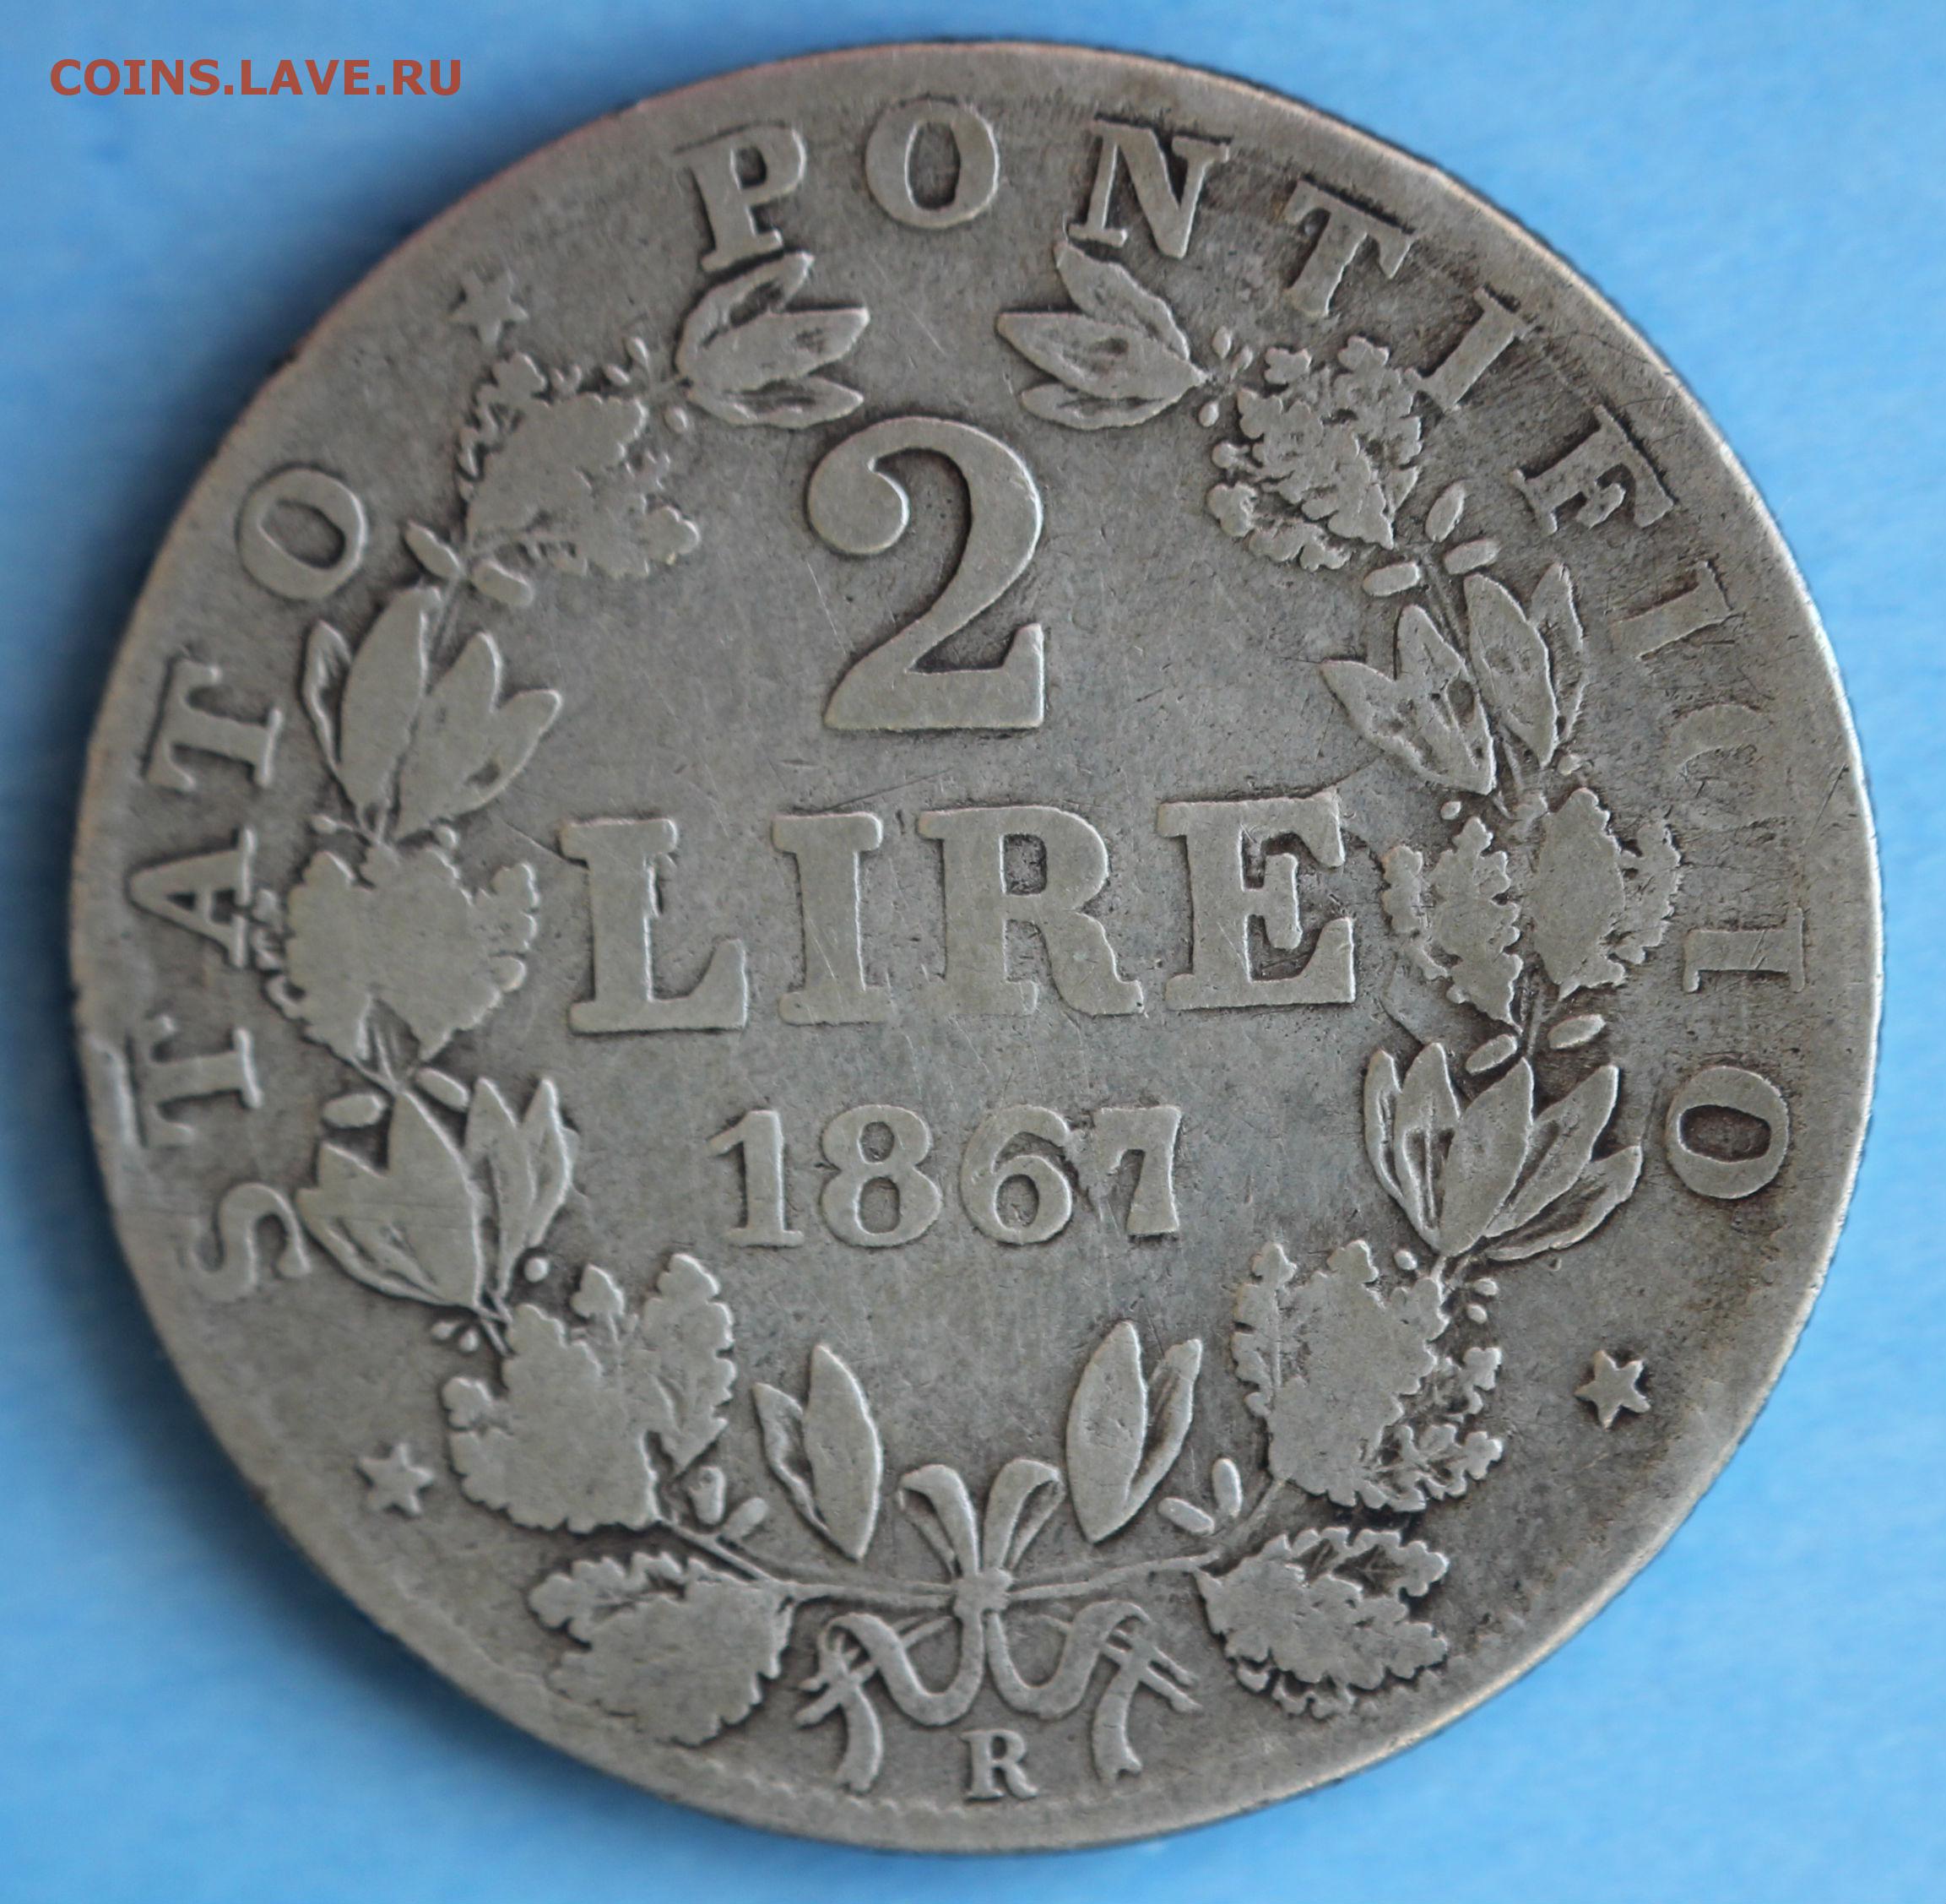 COINS.LAVE.RU
STATO PONTIFICIO
2
LIRE
1867
R